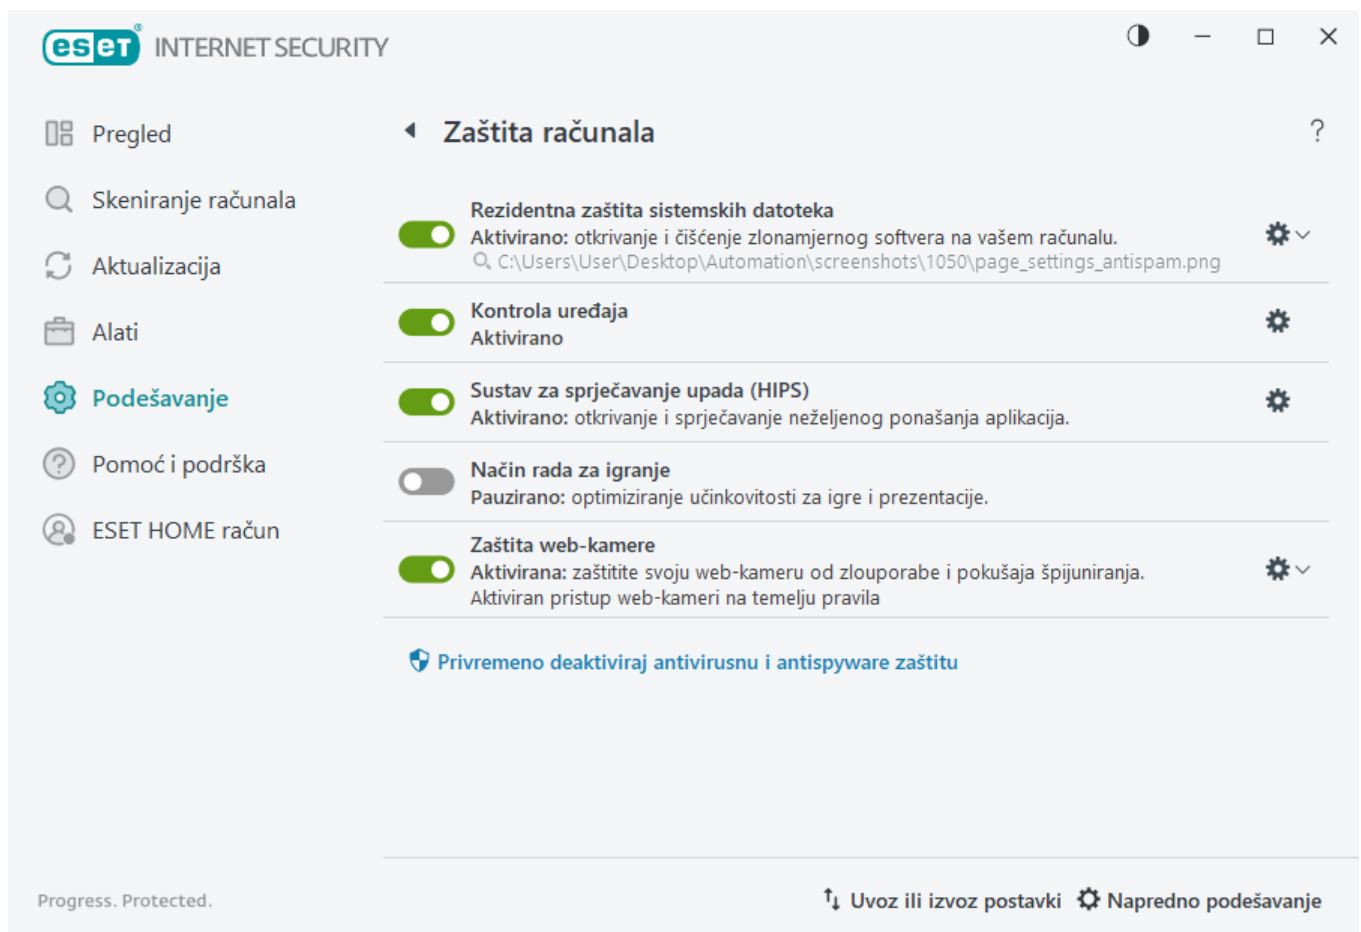 eseT® INTERNET SECURITY
Pregled
Skeniranje računala
Aktualizacija
Alati
Podešavanje
Pomoć i podrška
ESET HOME račun
Zaštita računala
?
Rezidentna zaštita sistemskih datoteka
Aktivirano: otkrivanje i čišćenje zlonamjernog softvera na vašem računalu.
C:\Users\User\Desktop\Automation\screenshots\1050\page_settings_antispam.png
Kontrola uređaja
Aktivirano
Sustav za sprječavanje upada (HIPS)
Aktivirano: otkrivanje i sprječavanje neželjenog ponašanja aplikacija.
Način rada za igranje
Pauzirano: optimiziranje učinkovitosti za igre i prezentacije.
Zaštita web-kamere
Aktivirana: zaštitite svoju web-kameru od zlouporabe i pokušaja špijuniranja.
Aktiviran pristup web-kameri na temelju pravila
Privremeno deaktiviraj antivirusnu i antispyware zaštitu
Progress. Protected.
Uvoz ili izvoz postavki Napredno podešavanje